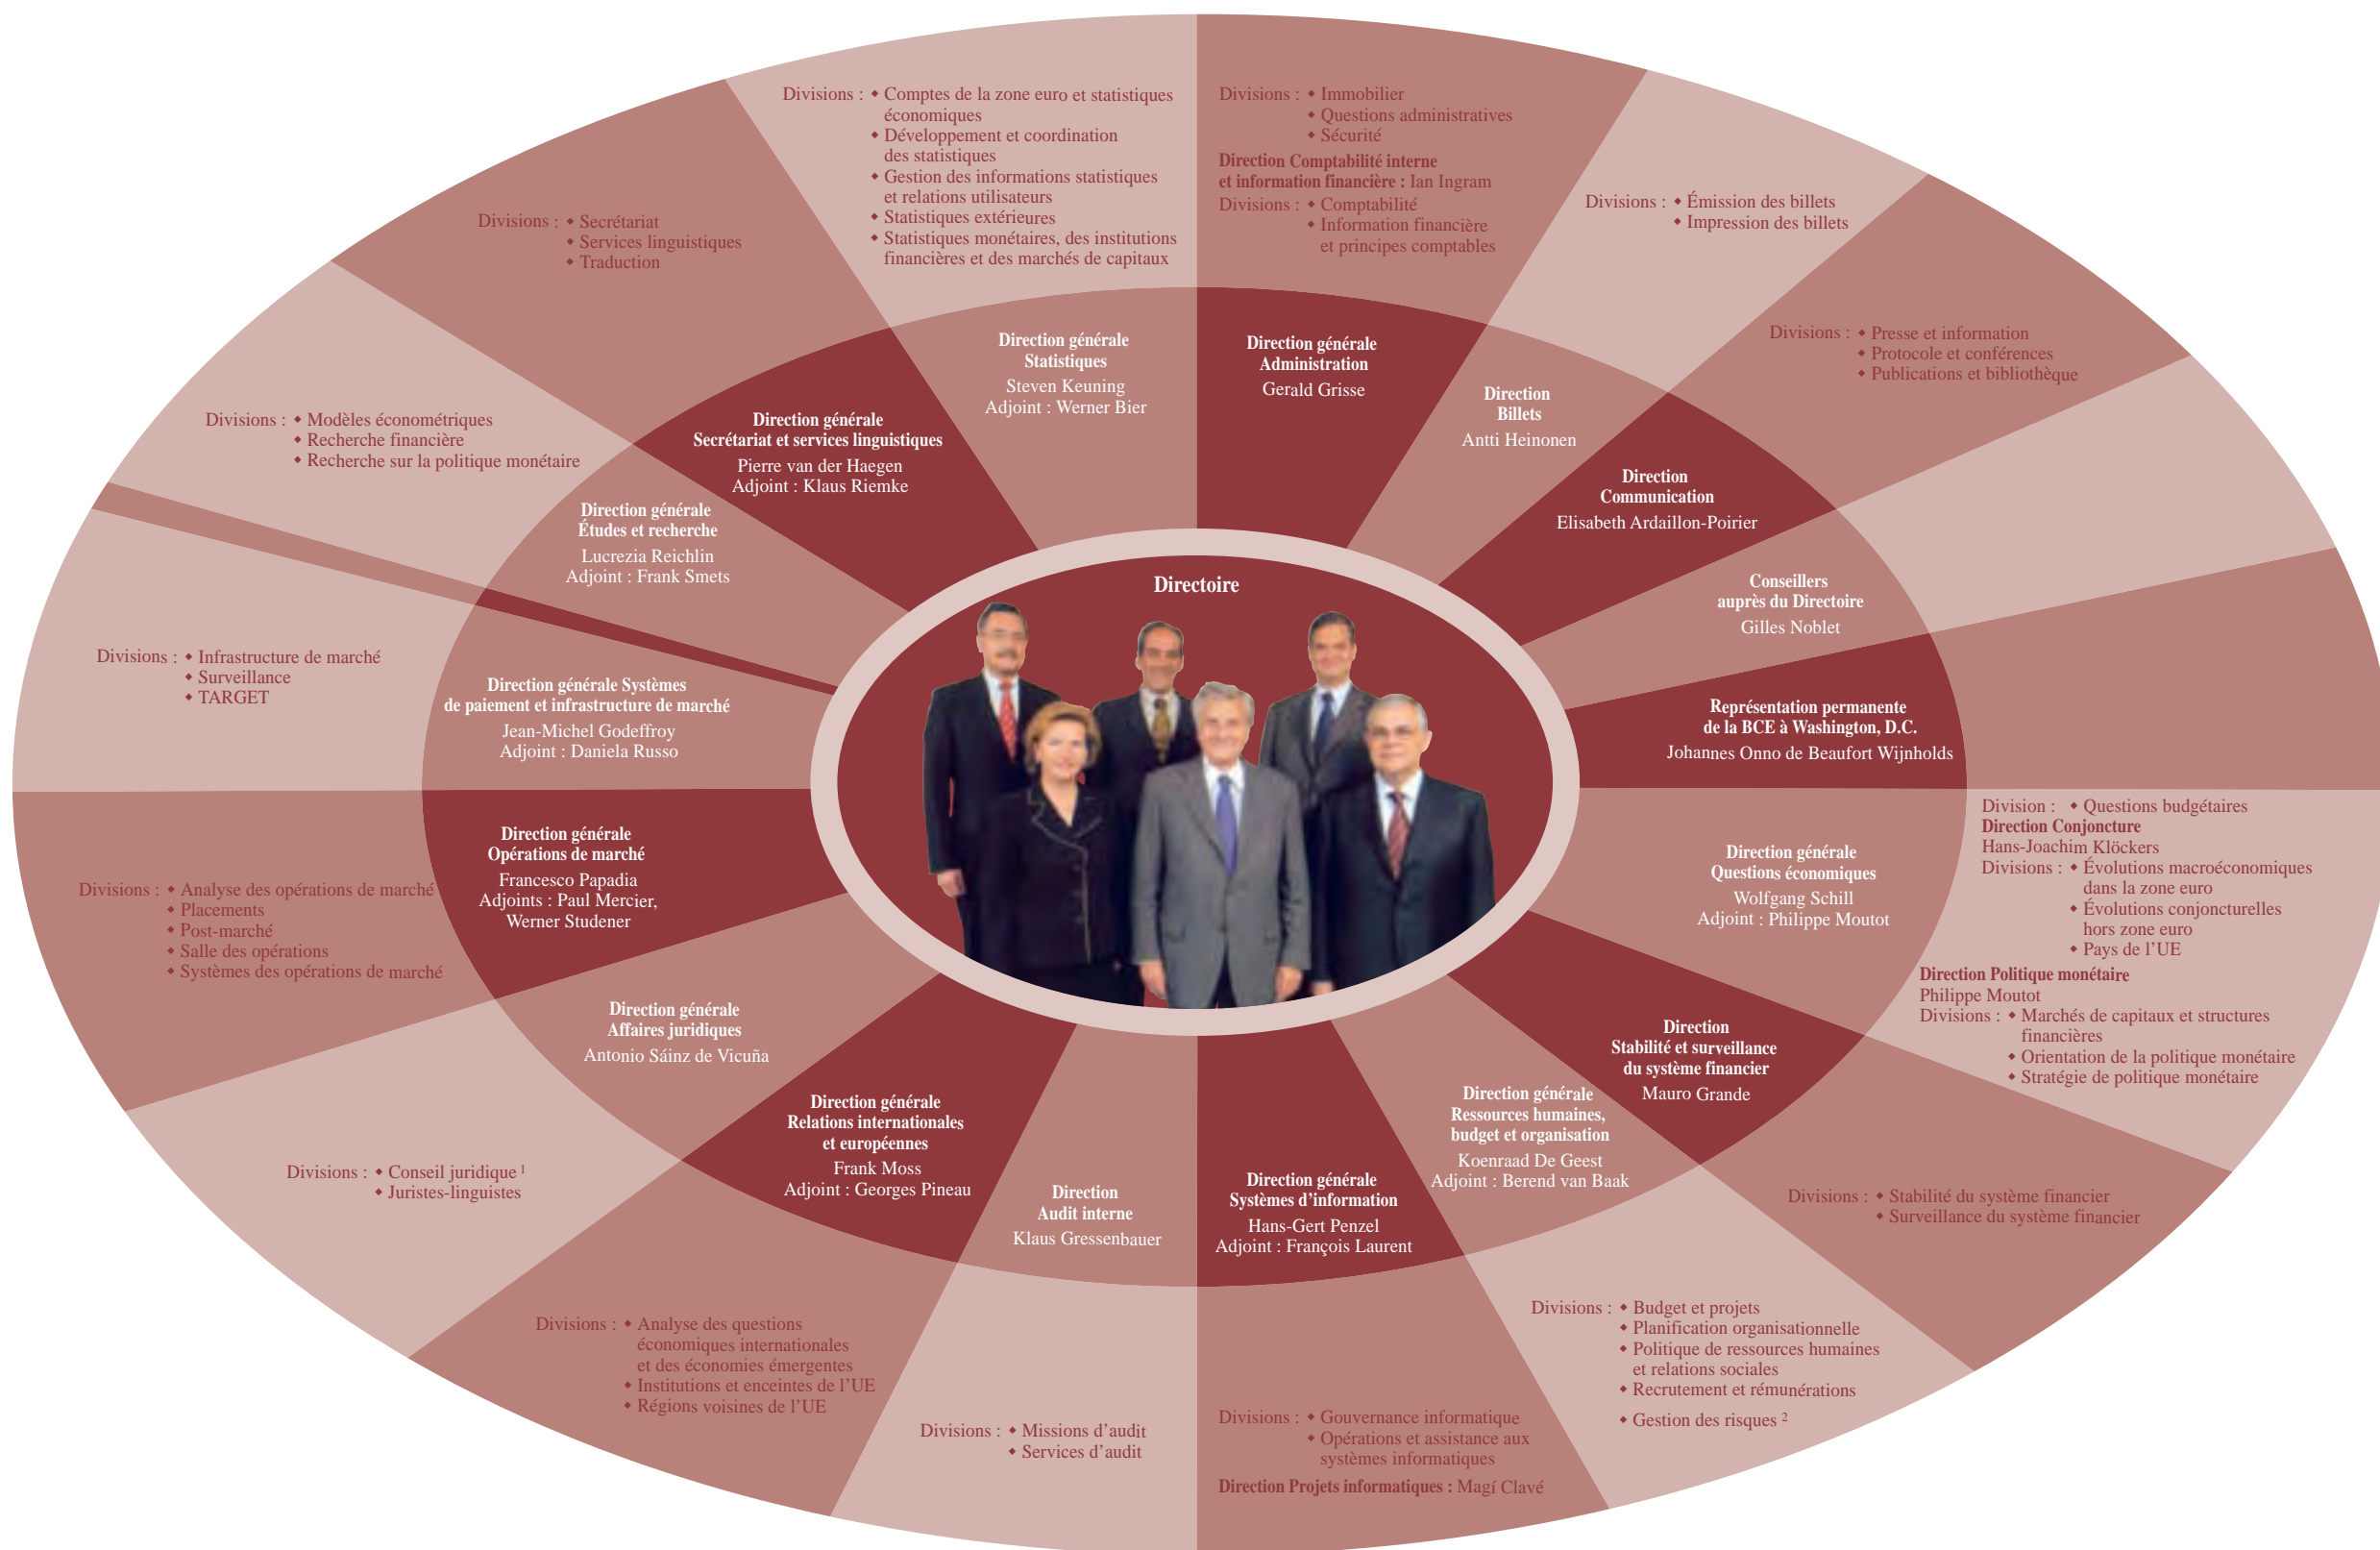 Directoire
Divisions : ◆ Immobilier
◆ Questions administratives
◆ Sécurité
Direction Comptabilité interne
et information financière : Ian Ingram
Divisions : ◆ Comptabilité
◆ Information financière
et principes comptables
Direction générale
Administration
Gerald Grisse
Divisions : ◆ Émission des billets
◆ Impression des billets
Direction
Billets
Antti Heinonen
Divisions : ◆ Presse et information
◆ Protocole et conférences
◆ Publications et bibliothèque
Direction
Communication
Elisabeth Ardaillon-Poirier
Conseillers
auprès du Directoire
Gilles Noblet
Représentation permanente
de la BCE à Washington, D.C.
Johannes Onno de Beaufort Wijnholds
Direction générale
Questions économiques
Wolfgang Schill
Adjoint : Philippe Moutot
Division : ◆ Questions budgétaires
Direction Conjoncture
Hans-Joachim Klöckers
Divisions : ◆ Évolutions macroéconomiques
dans la zone euro
◆ Évolutions conjoncturelles
hors zone euro
◆ Pays de l’UE
Direction Politique monétaire
Philippe Moutot
Divisions : ◆ Marchés de capitaux et structures
financières
◆ Orientation de la politique monétaire
◆ Stratégie de politique monétaire
Direction
Stabilité et surveillance
du système financier
Mauro Grande
Divisions : ◆ Stabilité du système financier
◆ Surveillance du système financier
Direction générale
Ressources humaines,
budget et organisation
Koenraad De Geest
Adjoint : Berend van Baak
Divisions : ◆ Budget et projets
◆ Planification organisationnelle
◆ Politique de ressources humaines
et relations sociales
◆ Recrutement et rémunérations
◆ Gestion des risques ²
Direction générale
Systèmes d’information
Hans-Gert Penzel
Adjoint : François Laurent
Divisions : ◆ Gouvernance informatique
◆ Opérations et assistance aux
systèmes informatiques
Direction Projets informatiques : Magí Clavé
Direction
Audit interne
Klaus Gressenbauer
Divisions : ◆ Missions d’audit
◆ Services d’audit
Direction générale
Relations internationales
et européennes
Frank Moss
Adjoint : Georges Pineau
Divisions : ◆ Analyse des questions
économiques internationales
et des économies émergentes
◆ Institutions et enceintes de l’UE
◆ Régions voisines de l’UE
Direction générale
Affaires juridiques
Antonio Sáinz de Vicuña
Divisions : ◆ Conseil juridique ¹
◆ Juristes-linguistes
Direction générale
Opérations de marché
Francesco Papadia
Adjoints : Paul Mercier,
Werner Studener
Divisions : ◆ Analyse des opérations de marché
◆ Placements
◆ Post-marché
◆ Salle des opérations
◆ Systèmes des opérations de marché
Direction générale Systèmes
de paiement et infrastructure de marché
Jean-Michel Godeffroy
Adjoint : Daniela Russo
Divisions : ◆ Infrastructure de marché
◆ Surveillance
◆ TARGET
Direction générale
Études et recherche
Lucrezia Reichlin
Adjoint : Frank Smets
Divisions : ◆ Modèles économétriques
◆ Recherche financière
◆ Recherche sur la politique monétaire
Direction générale
Secrétariat et services linguistiques
Pierre van der Haegen
Adjoint : Klaus Riemke
Divisions : ◆ Secrétariat
◆ Services linguistiques
◆ Traduction
Direction générale
Statistiques
Steven Keuning
Adjoint : Werner Bier
Divisions : ◆ Comptes de la zone euro et statistiques
économiques
◆ Développement et coordination
des statistiques
◆ Gestion des informations statistiques
et relations utilisateurs
◆ Statistiques extérieures
◆ Statistiques monétaires, des institutions
financières et des marchés de capitaux